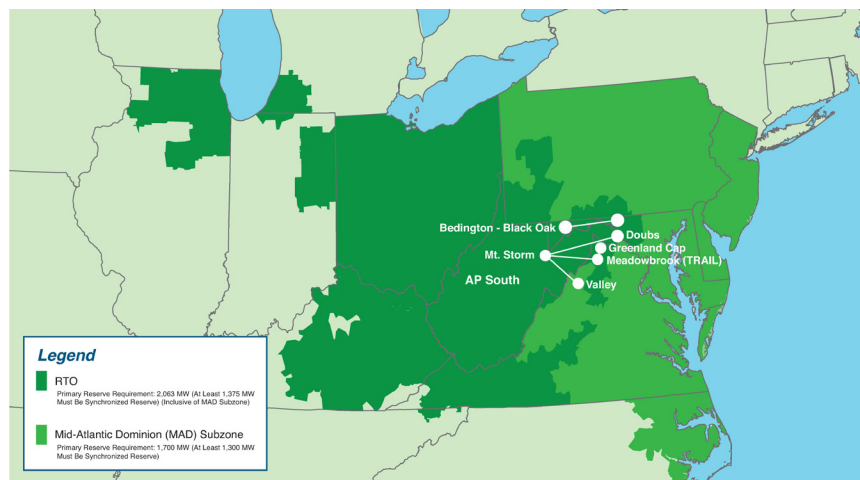 Bedington - Black Oak
Doubs
Greenland Cap
Mt. Storm
Meadowbrook (TRAIL)
AP South
Valley
Legend
RTO
Primary Reserve Requirement: 2,063 MW (At Least 1,375 MW
Must Be Synchronized Reserve) (Inclusive of MAD Subzone)
Mid-Atlantic Dominion (MAD) Subzone
Primary Reserve Requirement: 1,700 MW (At Least 1,300 MW
Must Be Synchronized Reserve)